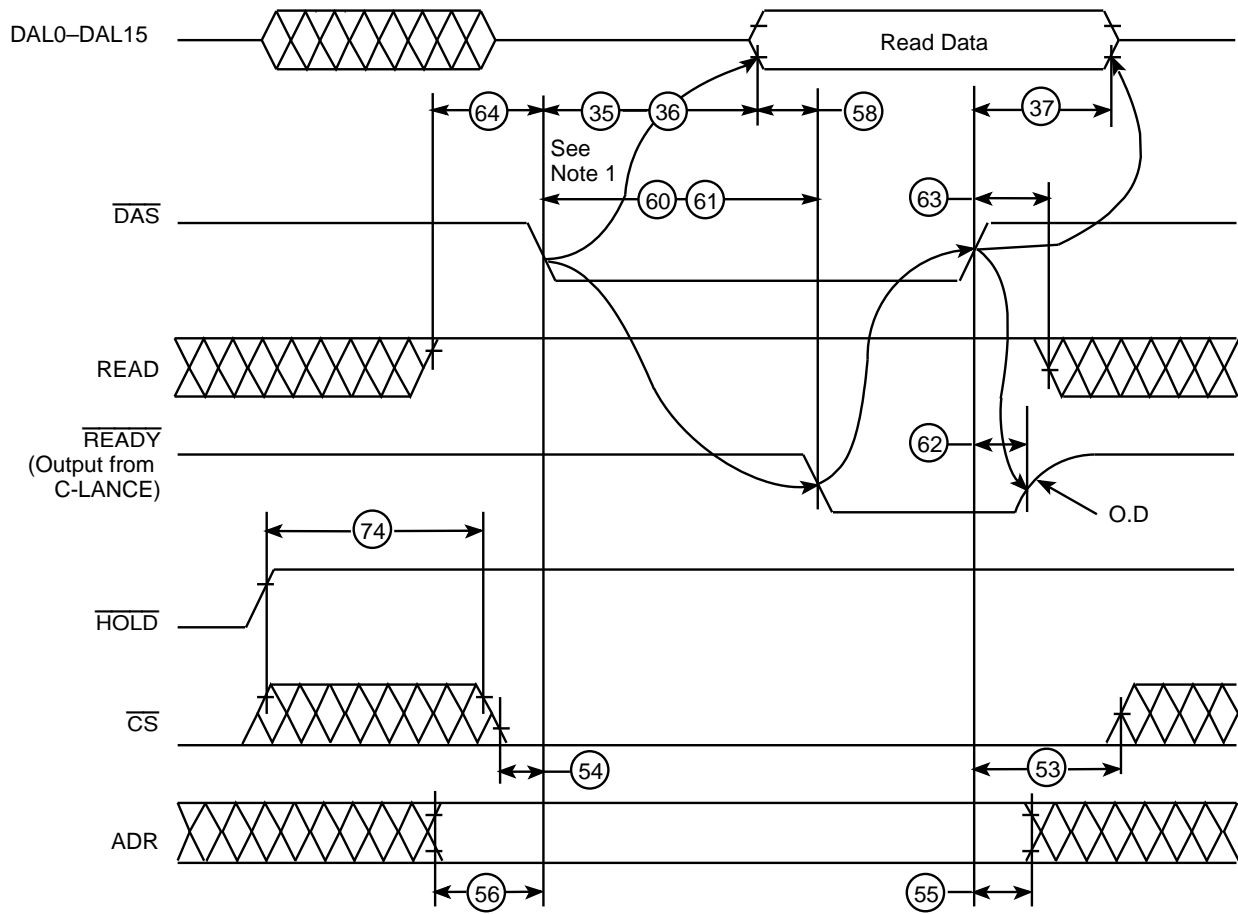 DAL0–DAL15
Read Data
64
35
36
58
37
See
Note 1
60
61
63
DAS
READ
READY
(Output from
C-LANCE)
62
O.D
74
HOLD
CS
54
53
ADR
56
55